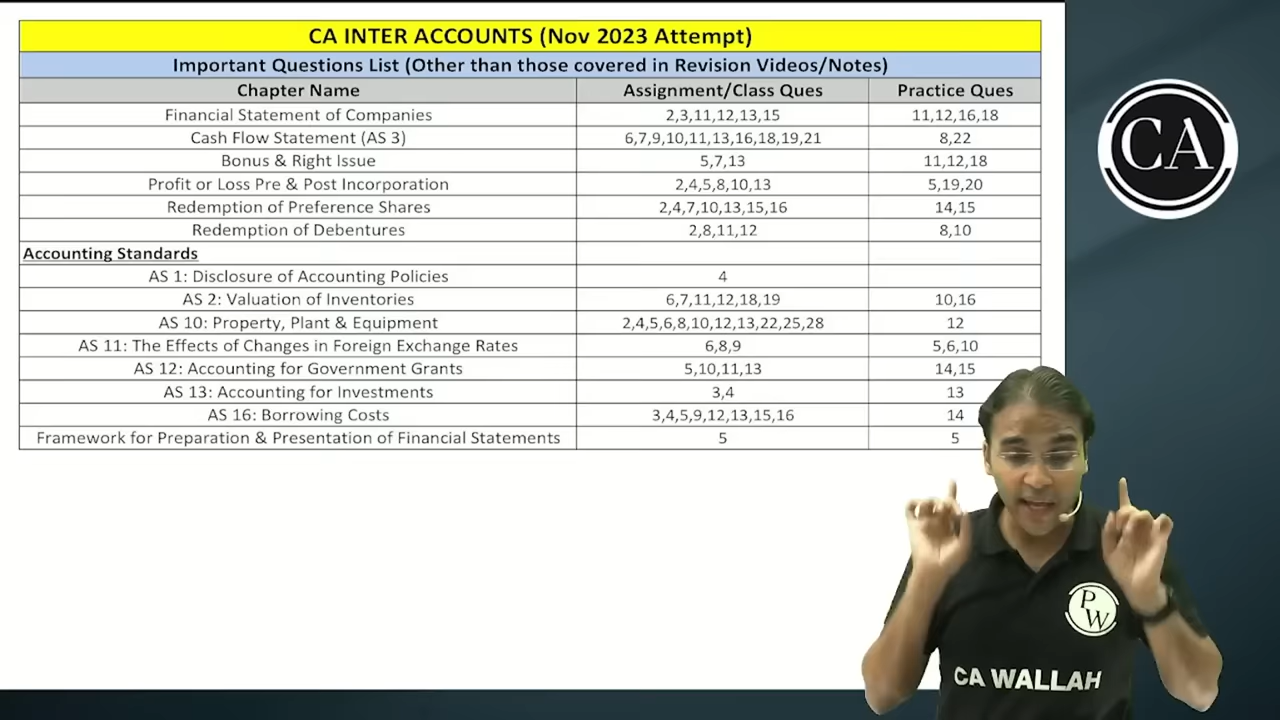 CA INTER ACCOUNTS (Nov 2023 Attempt)
Important Questions List (Other than those covered in Revision Videos/Notes)
Chapter Name Assignment/Class Ques Practice Ques
Financial Statement of Companies 2,3,11,12,13,15 11,12,16,18
Cash Flow Statement (AS 3) 6,7,9,10,11,13,16,18,19,21 8,22
Bonus & Right Issue 5,7,13 11,12,18
Profit or Loss Pre & Post Incorporation 2,4,5,8,10,13 5,19,20
Redemption of Preference Shares 2,4,7,10,13,15,16 14,15
Redemption of Debentures 2,8,11,12 8,10
Accounting Standards
AS 1: Disclosure of Accounting Policies 4
AS 2: Valuation of Inventories 6,7,11,12,18,19 10,16
AS 10: Property, Plant & Equipment 2,4,5,6,8,10,12,13,22,25,28 12
AS 11: The Effects of Changes in Foreign Exchange Rates 6,8,9 5,6,10
AS 12: Accounting for Government Grants 5,10,11,13 14,15
AS 13: Accounting for Investments 3,4 13
AS 16: Borrowing Costs 3,4,5,9,12,13,15,16 14
Framework for Preparation & Presentation of Financial Statements 5 5
CA
P
W
CA WALLAH